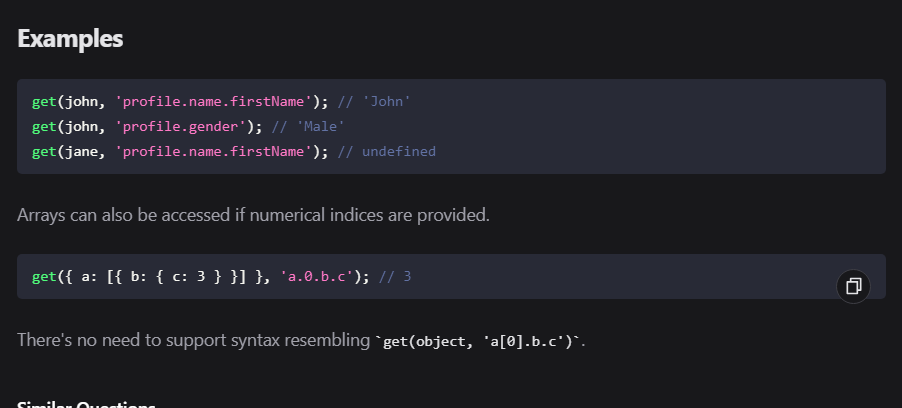 Examples
get(john, 'profile.name.firstName'); // 'John'
get(john, 'profile.gender'); // 'Male'
get(jane, 'profile.name.firstName'); // undefined
Arrays can also be accessed if numerical indices are provided.
get({ a: [{ b: { c: 3 } }] }, 'a.0.b.c'); // 3
There's no need to support syntax resembling `get(object, 'a[0].b.c')`.
Similar Questions